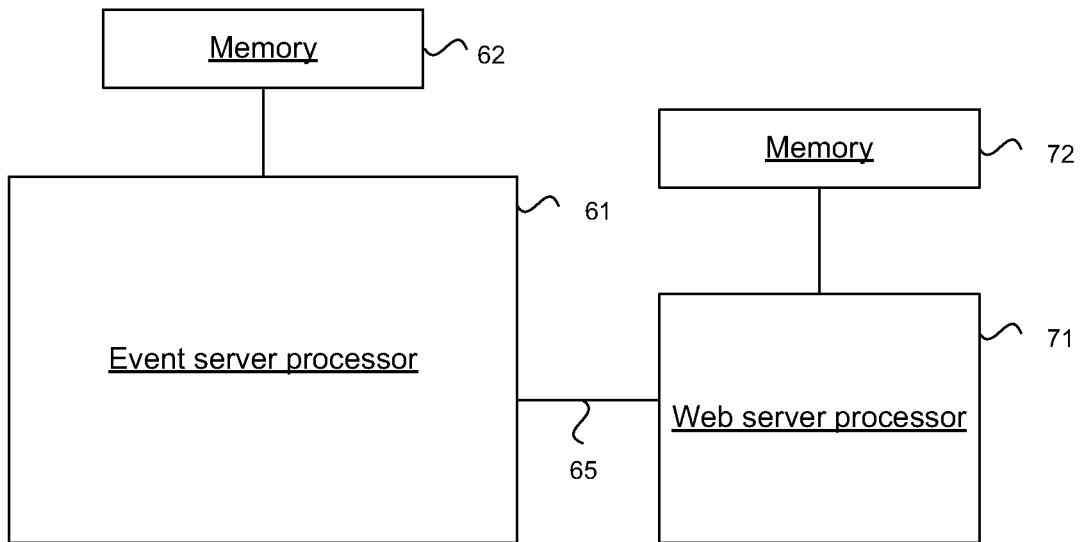 Memory
62
Memory
72
61
Event server processor
71
Web server processor
65